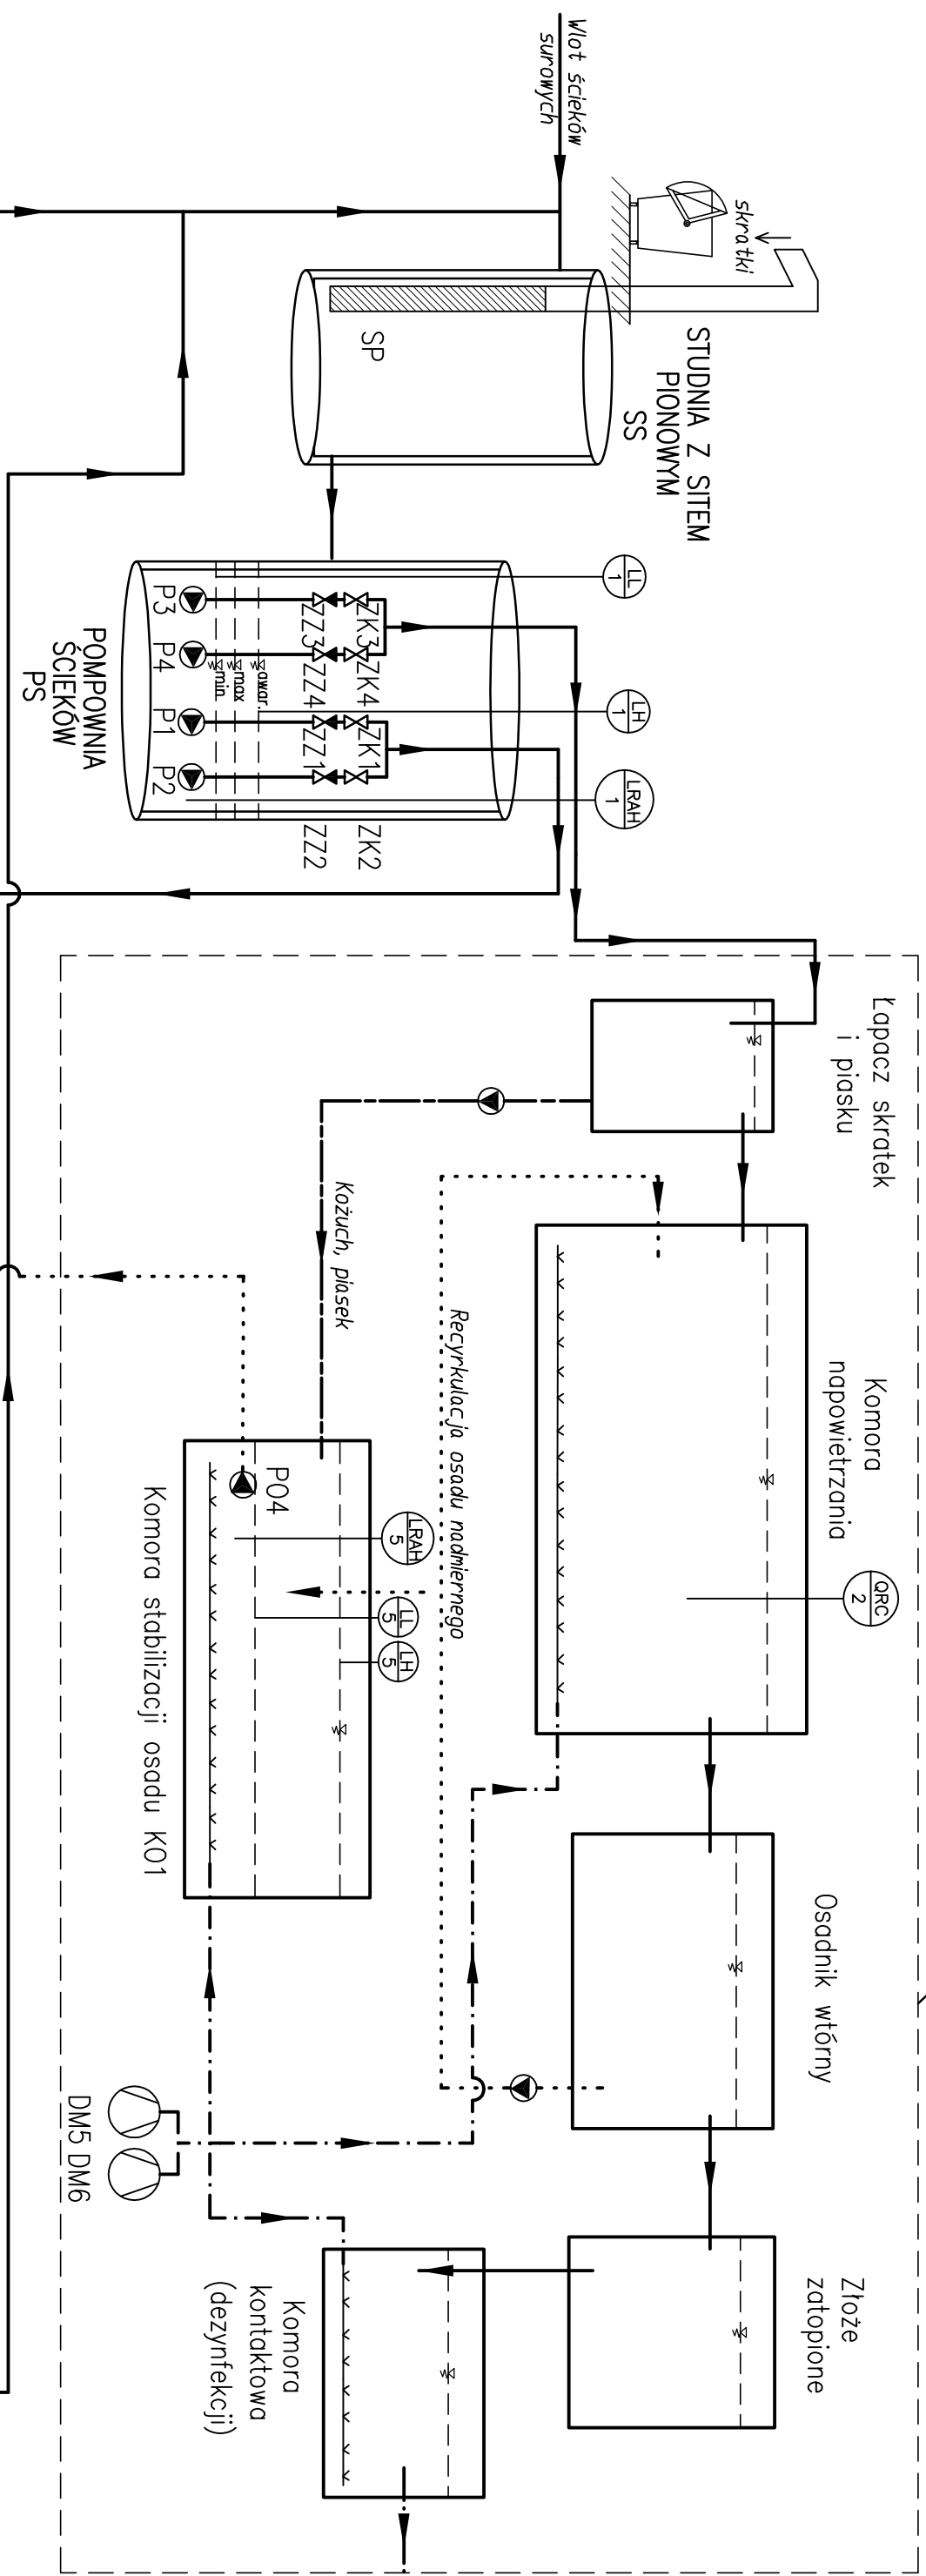 Wlot ścieków
surowych
skratki
STUDNIA Z SITEM
PIONOWYM
SS
SP
LL
1
LH
1
LRAH
1
ZK3
ZK4
ZK1
ZK2
ZZ3
ZZ4
ZZ1
ZZ2
awar.
max
min
P3
P4
P1
P2
POMPOWNIA
ŚCIEKÓW
PS
Łapacz skratek
i piasku
Komora
napowietrzania
QRC
2
Osadnik wtórny
Złoże
zatopione
Recyrkulacja osadu nadmiernego
Kożuch, piasek
LRAH
5
LL
5
LH
5
P04
Komora stabilizacji osadu K01
Komora
kontaktowa
(dezynfekcji)
DM5 DM6